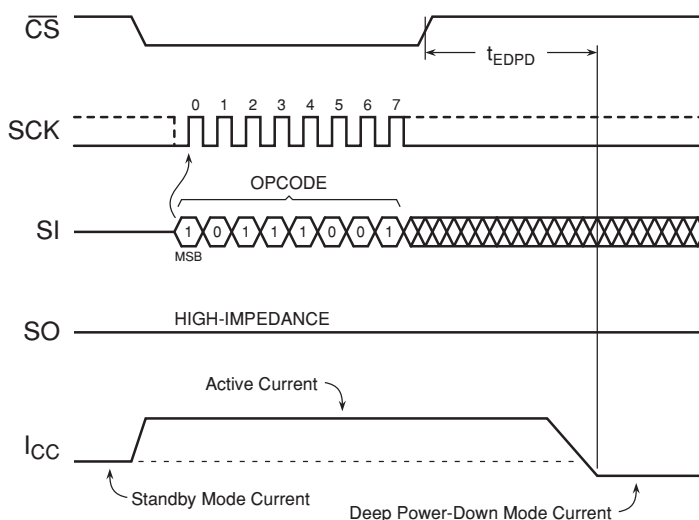 CS
tEDPD
0 1 2 3 4 5 6 7
SCK
OPCODE
SI
1 0 1 1 1 0 0 1
MSB
HIGH-IMPEDANCE
SO
Active Current
ICC
Standby Mode Current
Deep Power-Down Mode Current